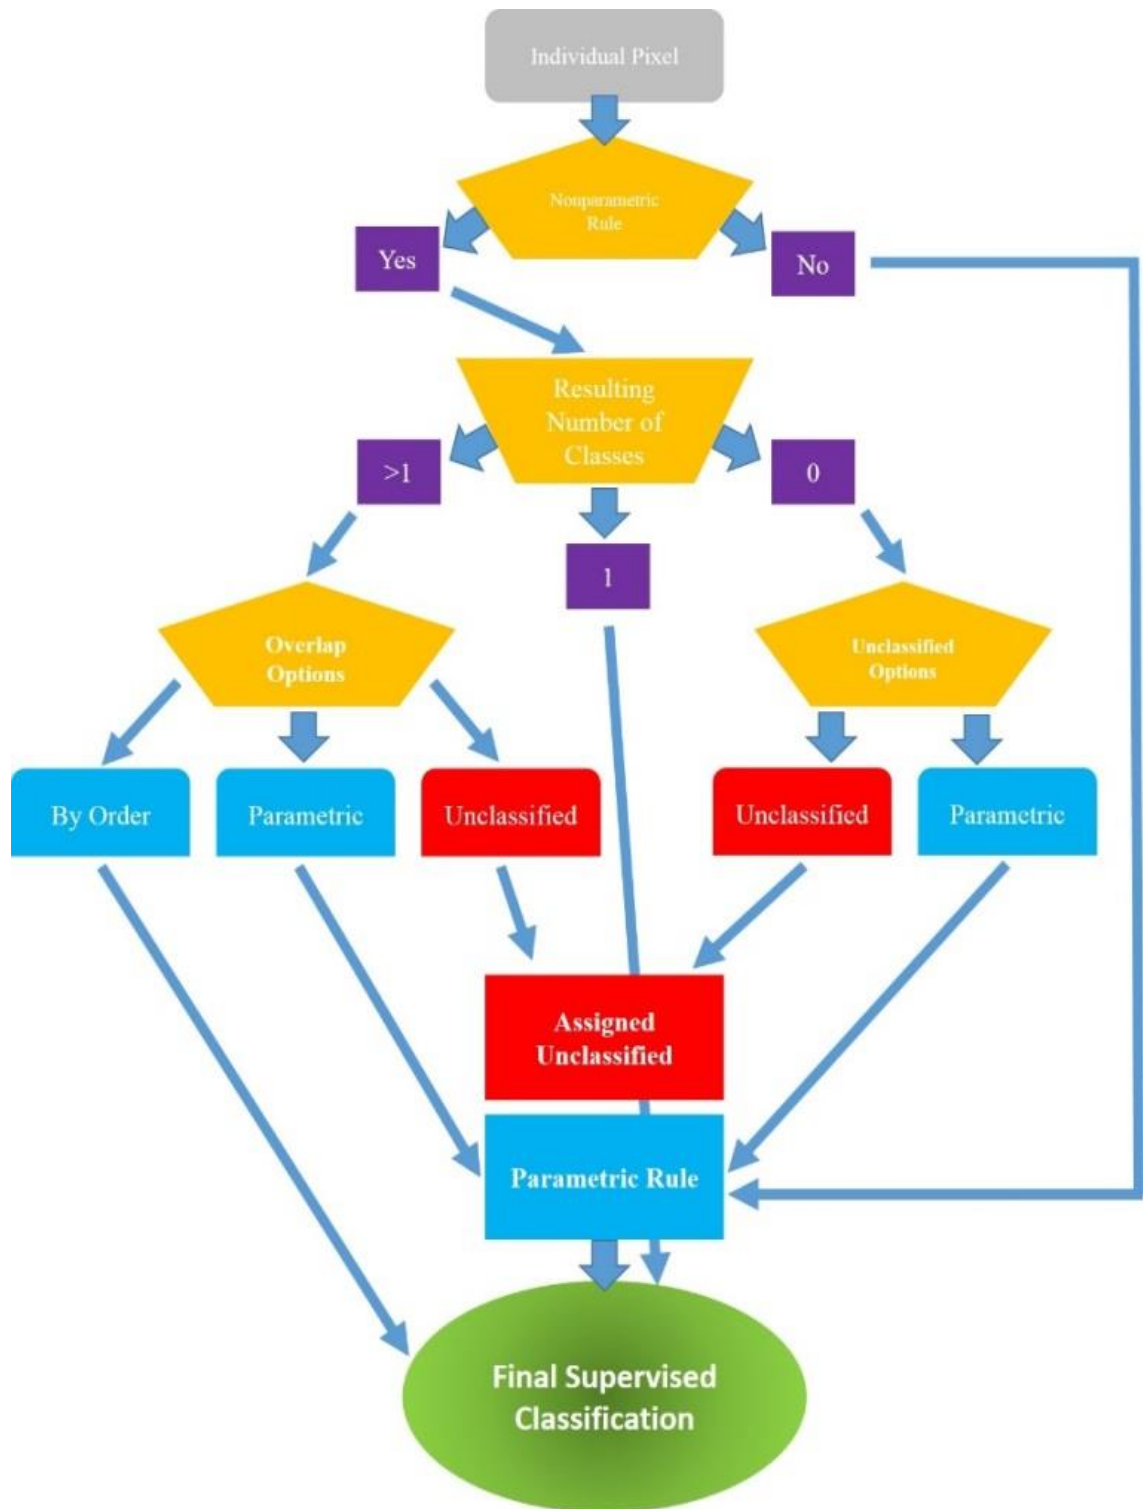 Individual Pixel
Nonparametric
Rule
Yes
No
Resulting
Number of
Classes
>1
0
1
Overlap
Options
Unclassified
Options
By Order
Parametric
Unclassified
Unclassified
Parametric
Assigned
Unclassified
Parametric Rule
Final Supervised
Classification